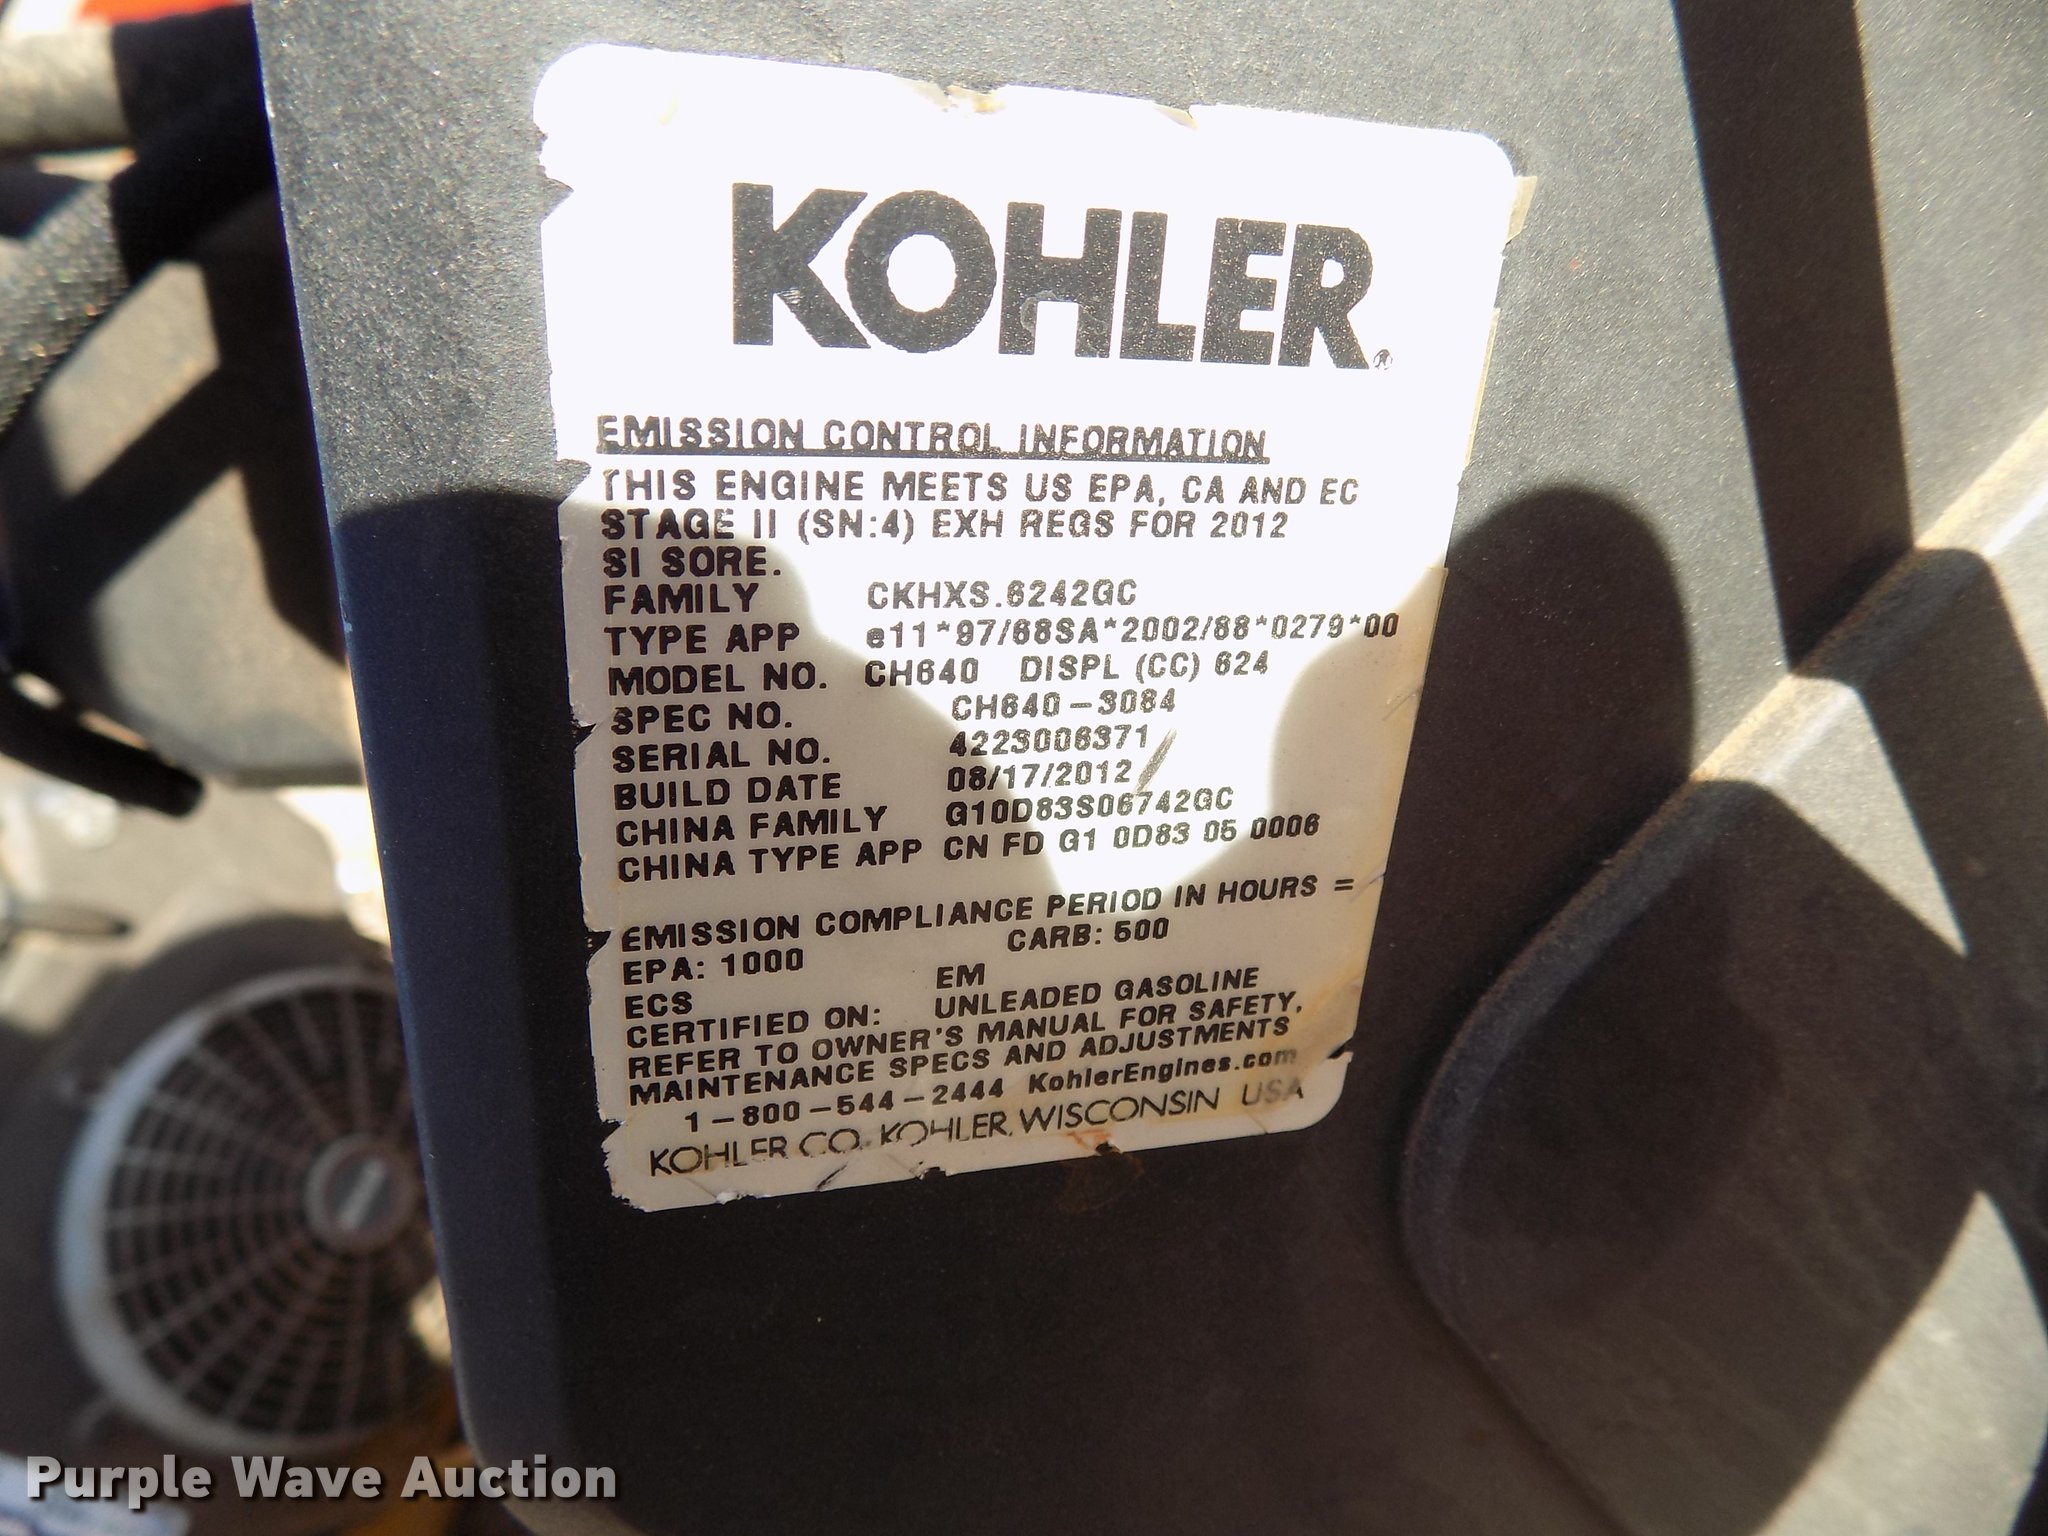 KOHLER®
EMISSION CONTROL INFORMATION
THIS ENGINE MEETS US EPA, CA AND EC
STAGE II (SN:4) EXH REGS FOR 2012
SI SORE.
FAMILY CKHXS.6242GC
TYPE APP e11*97/68SA*2002/88*0279*00
MODEL NO. CH640 DISPL (CC) 624
SPEC NO. CH640-3084
SERIAL NO. 4223006371
BUILD DATE 08/17/2012
CHINA FAMILY G10D83S06742GC
CHINA TYPE APP CN FD G1 0D83 05 0006
EMISSION COMPLIANCE PERIOD IN HOURS =
EPA: 1000 CARB: 500
ECS EM
CERTIFIED ON: UNLEADED GASOLINE
REFER TO OWNER'S MANUAL FOR SAFETY,
MAINTENANCE SPECS AND ADJUSTMENTS
1-800-544-2444 KohlerEngines.com
KOHLER CO. KOHLER, WISCONSIN USA
Purple Wave Auction